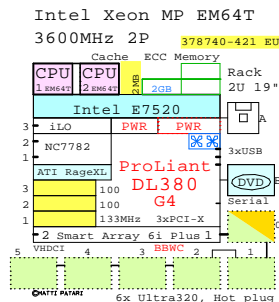 Intel Xeon MP EM64T
3600MHz 2P
378740-421 EU
Cache ECC Memory
CPU CPU
1 EM64T 2 EM64T
2MB
2GB
Rack
2U 19"
Intel E7520
3 iLO
PWR PWR
A
2 NC7782
1
3xUSB
ATI RageXL
ProLiant
DL380
G4
DVD
3 100
2 100
1 133MHz 3xPCI-X
Serial
2 Smart Array 6i Plus 1
5 VHDCI 4 3 BBWC 2 1
©MATTI PATARI
6x Ultra320, Hot plug